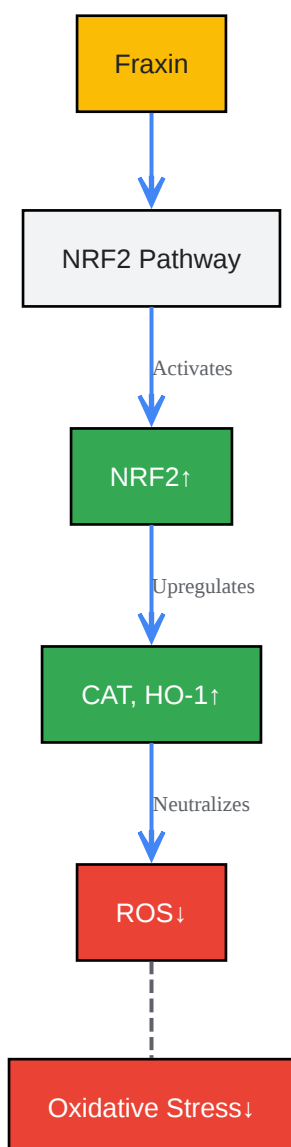 Fraxin
NRF2 Pathway
Activates
NRF2↑
Upregulates
CAT, HO-1↑
Neutralizes
ROS↓
Oxidative Stress↓